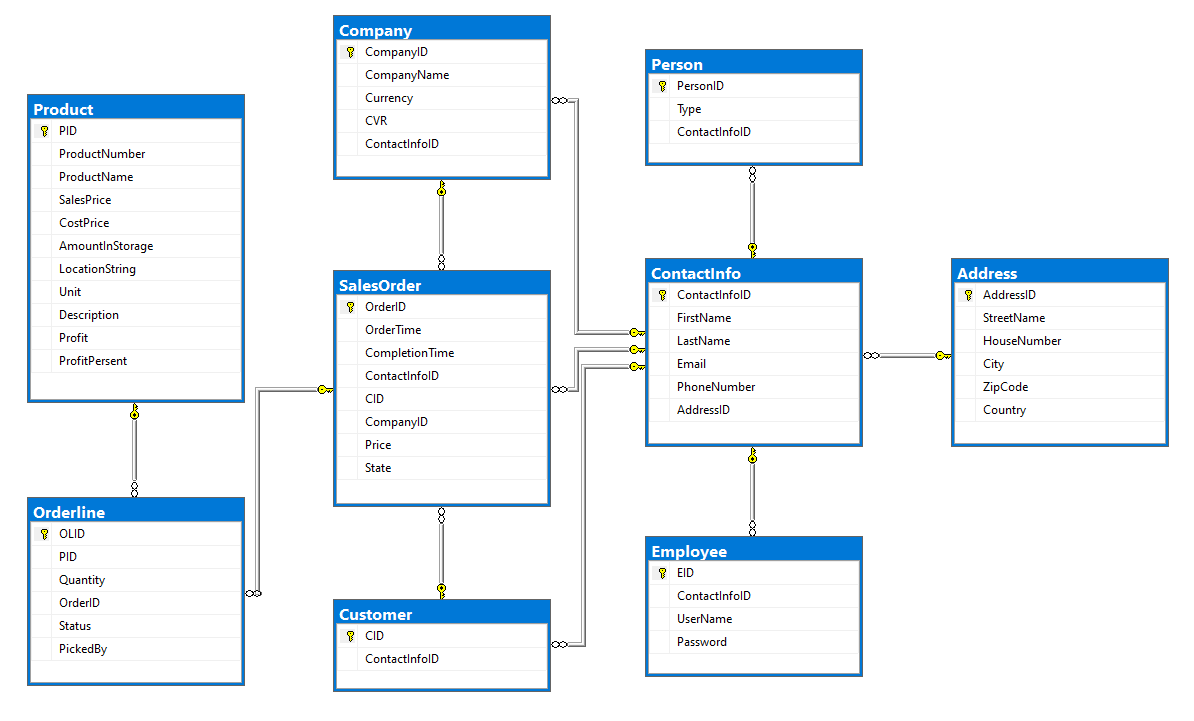 Company
CompanyID
CompanyName
Currency
CVR
ContactInfoID
Person
PersonID
Type
ContactInfoID
Product
PID
ProductNumber
ProductName
SalesPrice
CostPrice
AmountInStorage
LocationString
Unit
Description
Profit
ProfitPersent
SalesOrder
OrderID
OrderTime
CompletionTime
ContactInfoID
CID
CompanyID
Price
State
ContactInfo
ContactInfoID
FirstName
LastName
Email
PhoneNumber
AddressID
Address
AddressID
StreetName
HouseNumber
City
ZipCode
Country
Orderline
OLID
PID
Quantity
OrderID
Status
PickedBy
Customer
CID
ContactInfoID
Employee
EID
ContactInfoID
UserName
Password